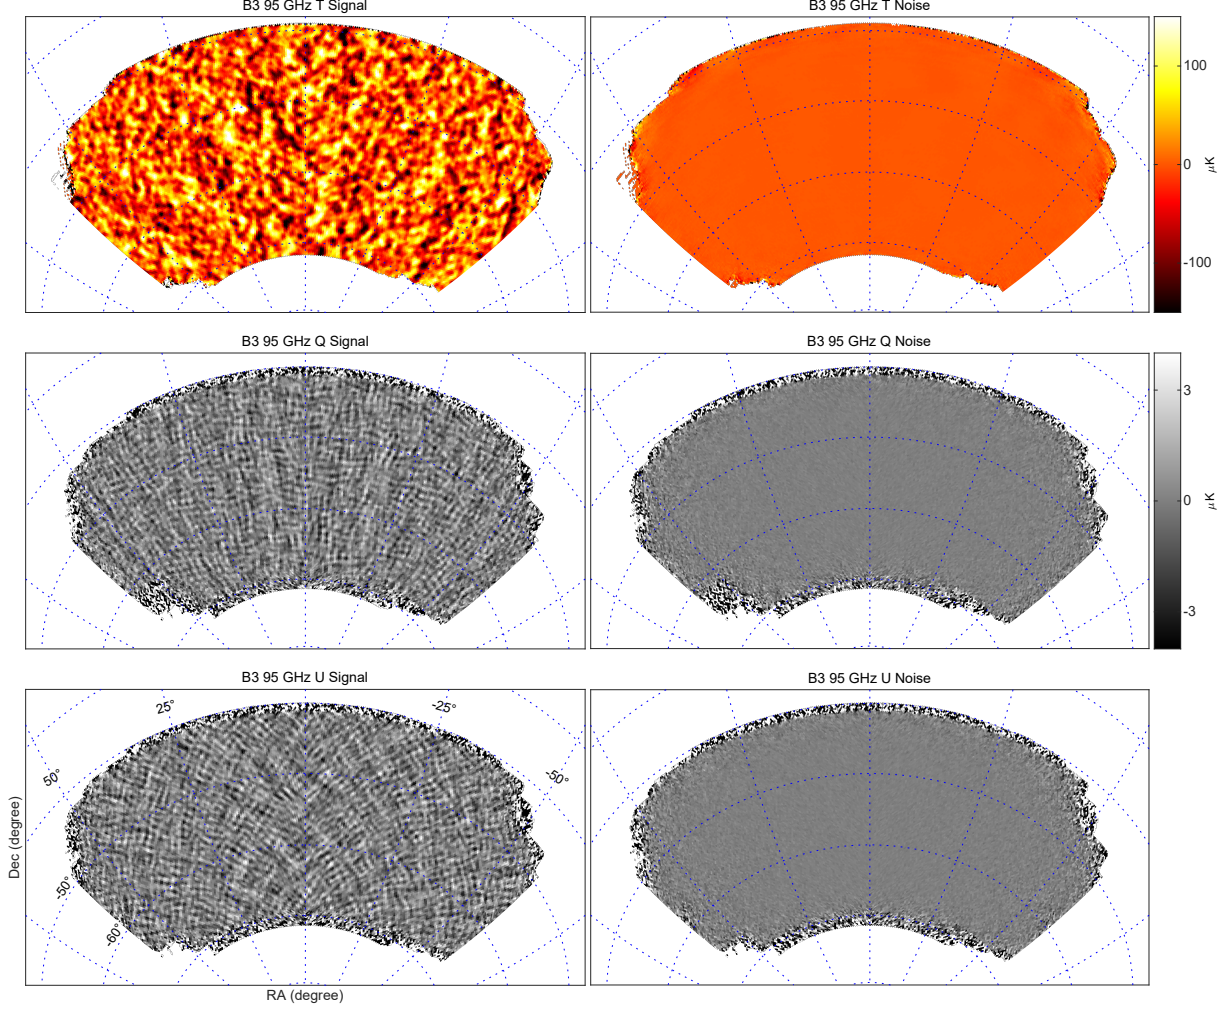 B3 95 GHz T Signal
B3 95 GHz T Noise
100
0
-100
μK
B3 95 GHz Q Signal
B3 95 GHz Q Noise
3
0
-3
μK
B3 95 GHz U Signal
B3 95 GHz U Noise
25°
-25°
50°
-50°
-50°
-60°
Dec (degree)
RA (degree)